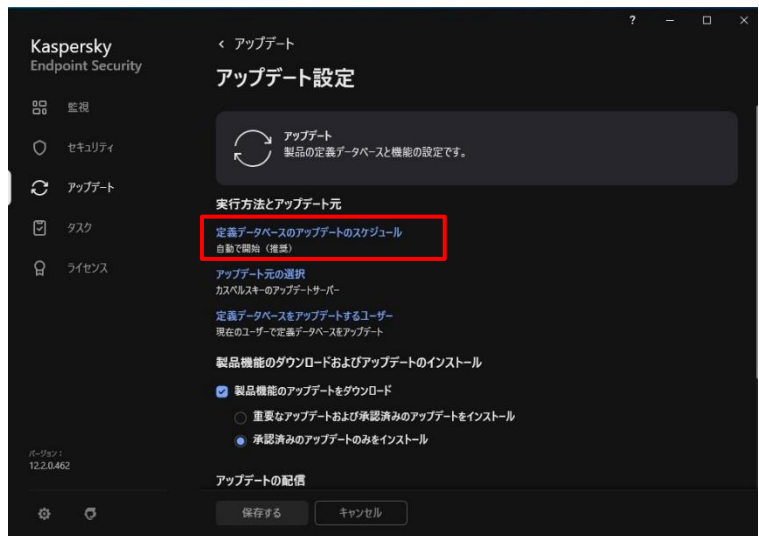 Kaspersky
Endpoint Security
監視
セキュリティ
アップデート
タスク
ライセンス
バージョン：
12.2.0.462
? － □ ×
< アップデート
アップデート設定
アップデート
製品の定義データベースと機能の設定です。
実行方法とアップデート元
定義データベースのアップデートのスケジュール
自動で開始（推奨）
アップデート元の選択
カスペルスキーのアップデートサーバー
定義データベースをアップデートするユーザー
現在のユーザーで定義データベースをアップデート
製品機能のダウンロードおよびアップデートのインストール
製品機能のアップデートをダウンロード
重要なアップデートおよび承認済みのアップデートをインストール
承認済みのアップデートのみをインストール
アップデートの配信
保存する
キャンセル